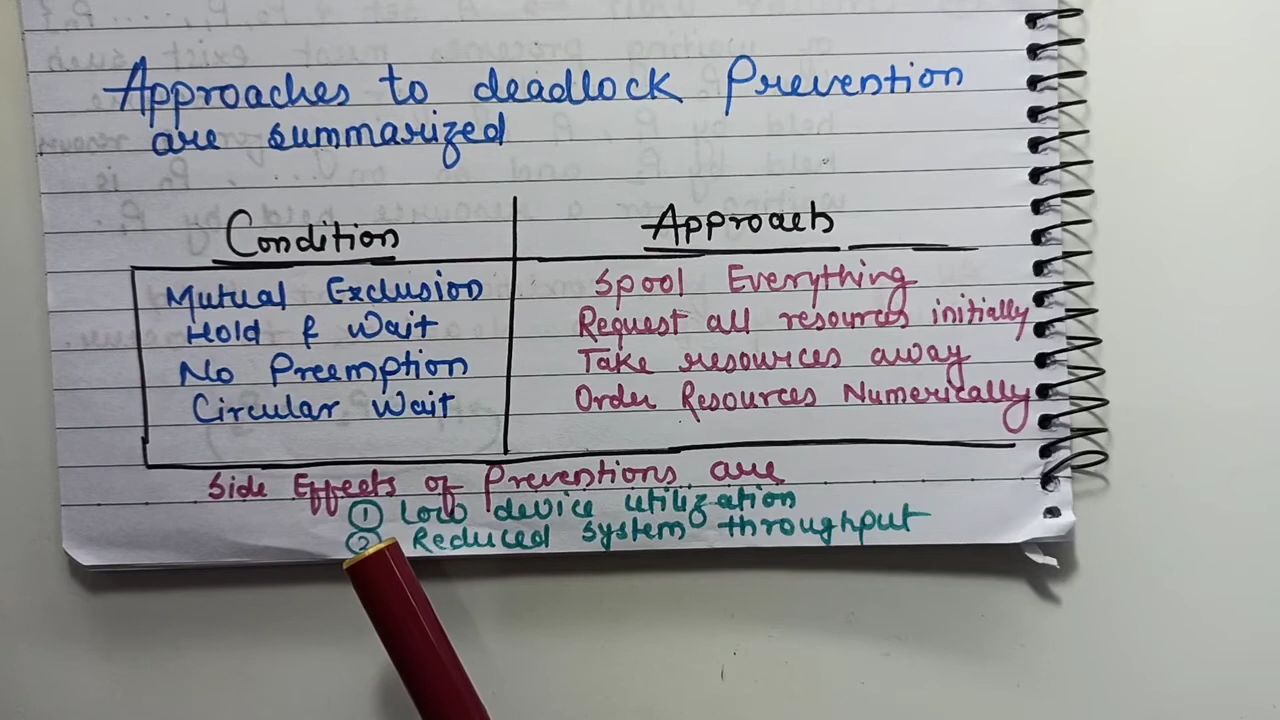 Approaches to deadlock Prevention
are summarized
Condition Approach
Mutual Exclusion Spool Everything
Hold & Wait Request all resources initially
No Preemption Take resources away
Circular Wait Order Resources Numerically
Side Effects of Preventions are
① Low device utilization
② Reduced system throughput